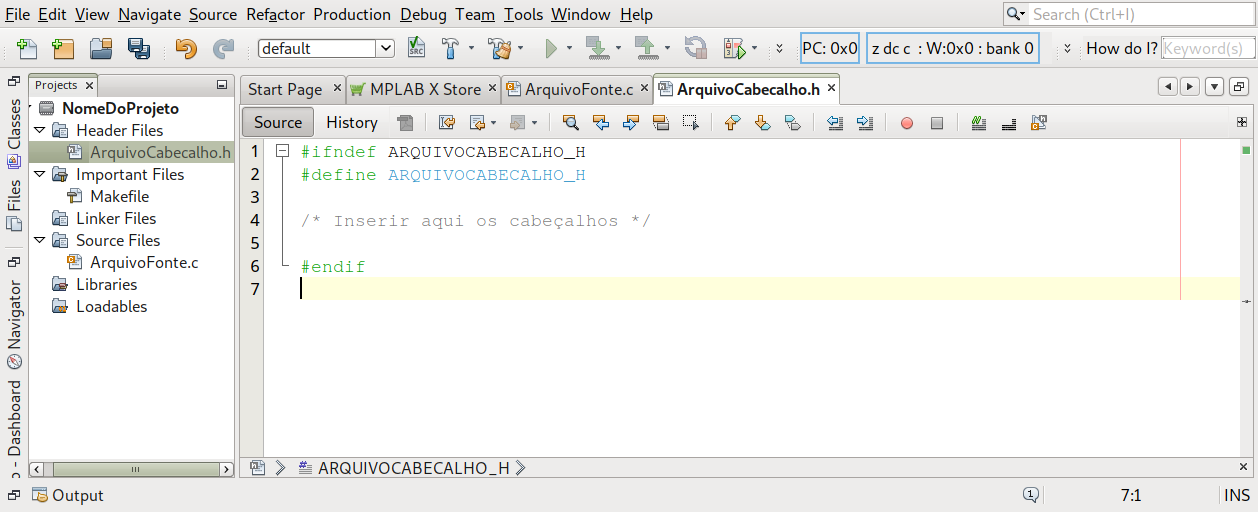 File Edit View Navigate Source Refactor Production Debug Team Tools Window Help Search (Ctrl+I)
default SRC PC: 0x0 z dc c : W:0x0 : bank 0 How do I? Keyword(s)
Projects
Start Page MPLAB X Store ArquivoFonte.c ArquivoCabecalho.h
Source History
Classes
Files
Navigator
o - Dashboard
NomeDoProjeto
Header Files
ArquivoCabecalho.h
Important Files
Makefile
Linker Files
Source Files
ArquivoFonte.c
Libraries
Loadables
1 #ifndef ARQUIVOCABECALHO_H
2 #define ARQUIVOCABECALHO_H
3
4 /* Inserir aqui os cabeçalhos */
5
6 #endif
7
ARQUIVOCABECALHO_H
Output 1 7:1 INS